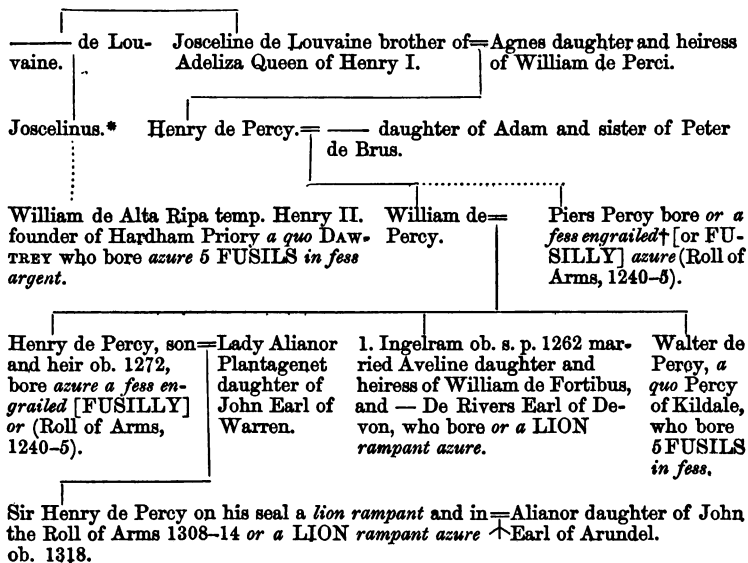 —— de Lou-
vaine.
Josceline de Louvaine brother of=
Adeliza Queen of Henry I.
Agnes daughter and heiress
of William de Perci.
Joscelinus.*
Henry de Percy.= —— daughter of Adam and sister of Peter
de Brus.
William de Alta Ripa temp. Henry II.
founder of Hardham Priory a quo DAW-
TREY who bore azure 5 FUSILS in fess
argent.
William de=
Percy.
Piers Percy bore or a
fess engrailed† [or FU-
SILLY] azure (Roll of
Arms, 1240–5).
Henry de Percy, son=
and heir ob. 1272,
bore azure a fess en-
grailed [FUSILLY]
or (Roll of Arms,
1240–5).
Lady Alianor
Plantagenet
daughter of
John Earl of
Warren.
1. Ingelram ob. s. p. 1262 mar-
ried Aveline daughter and
heiress of William de Fortibus,
and — De Rivers Earl of De-
von, who bore or a LION
rampant azure.
Walter de
Percy, a
quo Percy
of Kildale,
who bore
5 FUSILS
in fess.
Sir Henry de Percy on his seal a lion rampant and in=
the Roll of Arms 1308–14 or a LION rampant azure
ob. 1318.
Alianor daughter of John
Earl of Arundel.